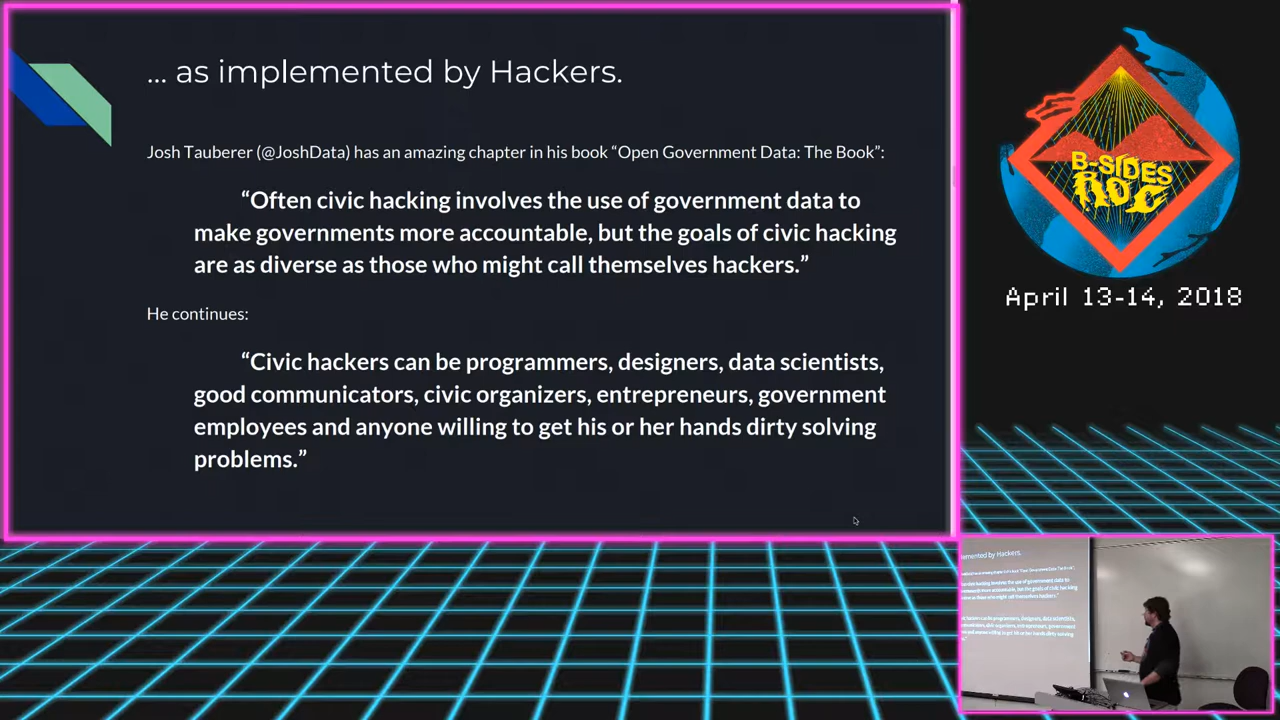 ... as implemented by Hackers.
Josh Tauberer (@JoshData) has an amazing chapter in his book “Open Government Data: The Book”:
“Often civic hacking involves the use of government data to
make governments more accountable, but the goals of civic hacking
are as diverse as those who might call themselves hackers.”
He continues:
“Civic hackers can be programmers, designers, data scientists,
good communicators, civic organizers, entrepreneurs, government
employees and anyone willing to get his or her hands dirty solving
problems.”
B-SIDES
ROC
April 13-14, 2018
emented by Hackers.